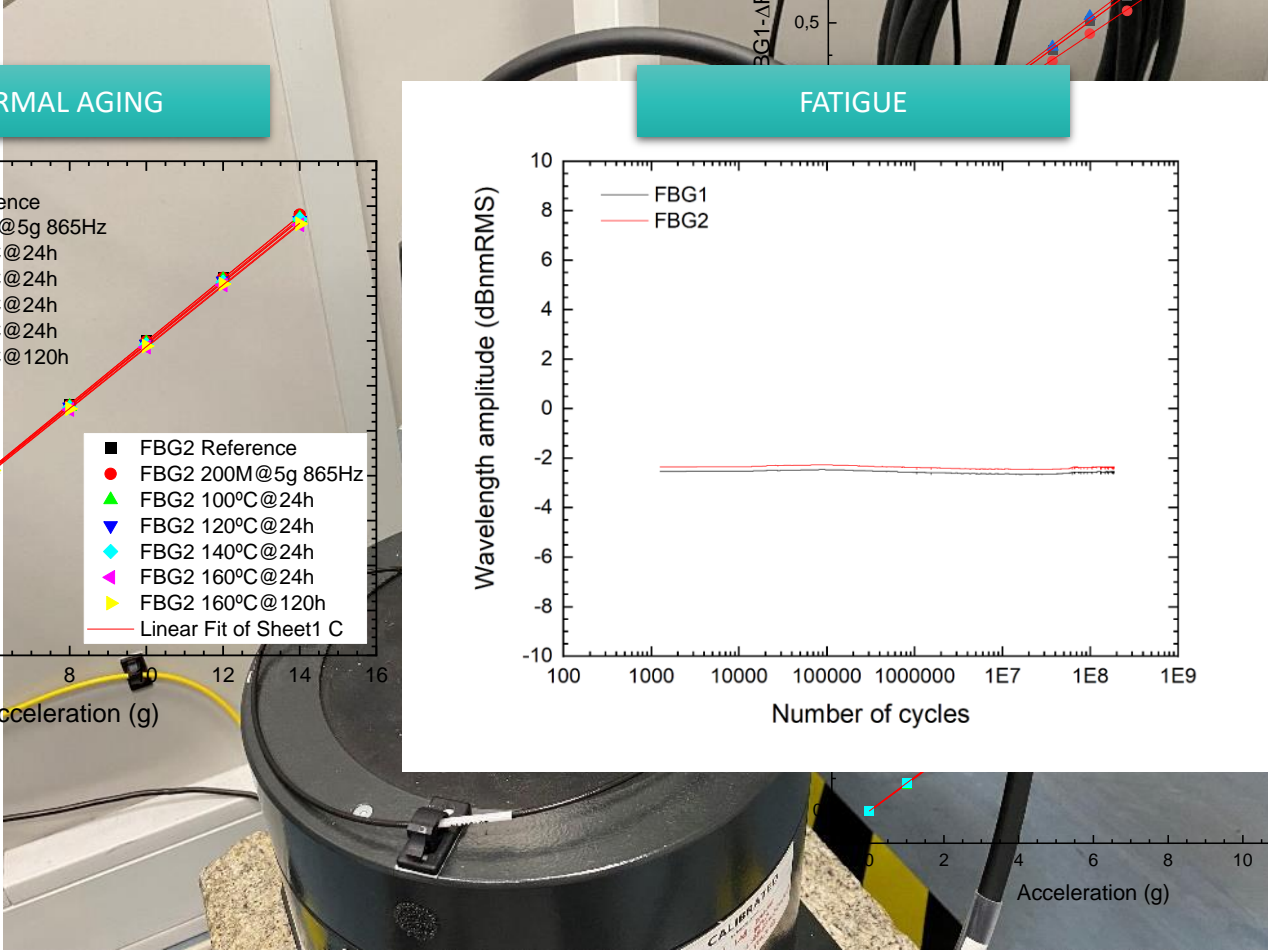 RMAL AGING
ence
@5g 865Hz
@24h
@24h
@24h
@24h
@120h
FBG2 Reference
FBG2 200M@5g 865Hz
FBG2 100ºC@24h
FBG2 120ºC@24h
FBG2 140ºC@24h
FBG2 160ºC@24h
FBG2 160ºC@120h
Linear Fit of Sheet1 C
8 10 12 14 16
cceleration (g)
FATIGUE
FBG1
FBG2
Wavelength amplitude (dBnmRMS)
10
8
6
4
2
0
-2
-4
-6
-8
-10
100 1000 10000 100000 1000000 1E7 1E8 1E9
Number of cycles
0,5
BG1-ΔF
0 2 4 6 8 10
Acceleration (g)
CALIBRATED